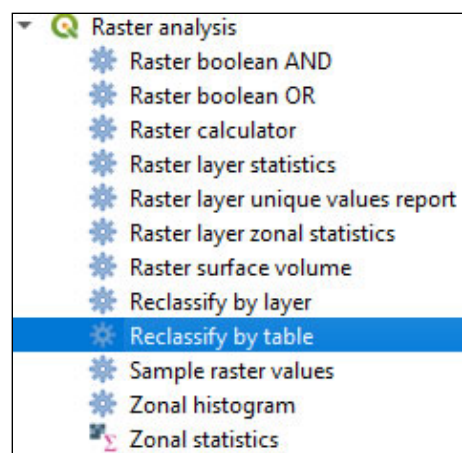 Raster analysis
Raster boolean AND
Raster boolean OR
Raster calculator
Raster layer statistics
Raster layer unique values report
Raster layer zonal statistics
Raster surface volume
Reclassify by layer
Reclassify by table
Sample raster values
Zonal histogram
Zonal statistics